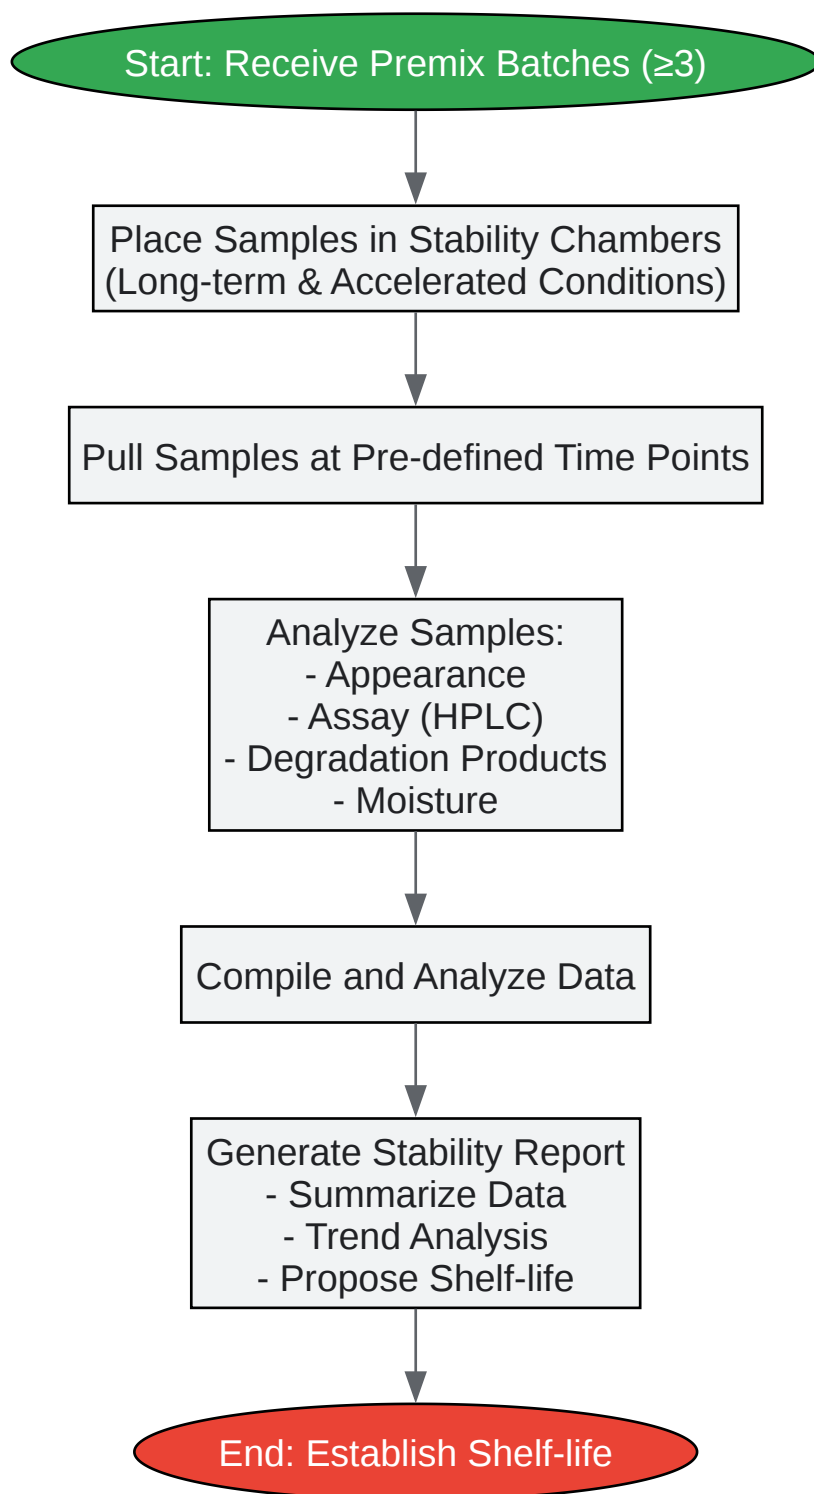 Start: Receive Premix Batches (≥3)
Place Samples in Stability Chambers
(Long-term & Accelerated Conditions)
Pull Samples at Pre-defined Time Points
Analyze Samples:
- Appearance
- Assay (HPLC)
- Degradation Products
- Moisture
Compile and Analyze Data
Generate Stability Report
- Summarize Data
- Trend Analysis
- Propose Shelf-life
End: Establish Shelf-life